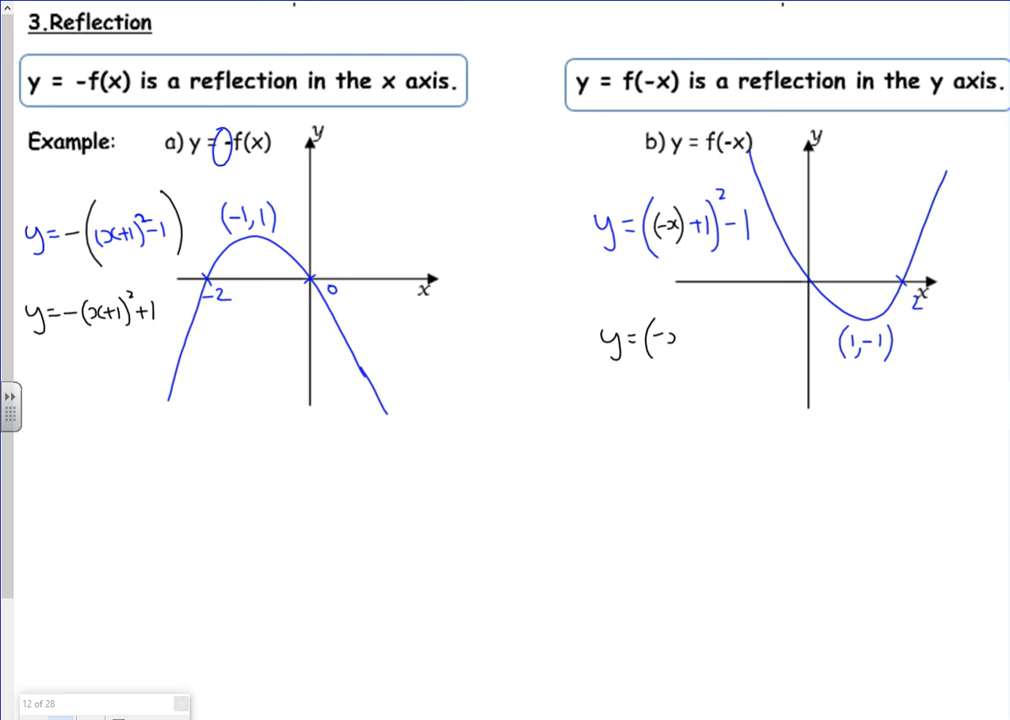 3.Reflection
y = -f(x) is a reflection in the x axis.
Example: a) y = -f(x)
y
y=-((x+1)²-1)
(-1,1)
-2
0
x
y=-(x+1)²+1
y = f(-x) is a reflection in the y axis.
b) y = f(-x)
y
y=((-x)+1)²-1
2
x
(1,-1)
y=(-x
12 of 28